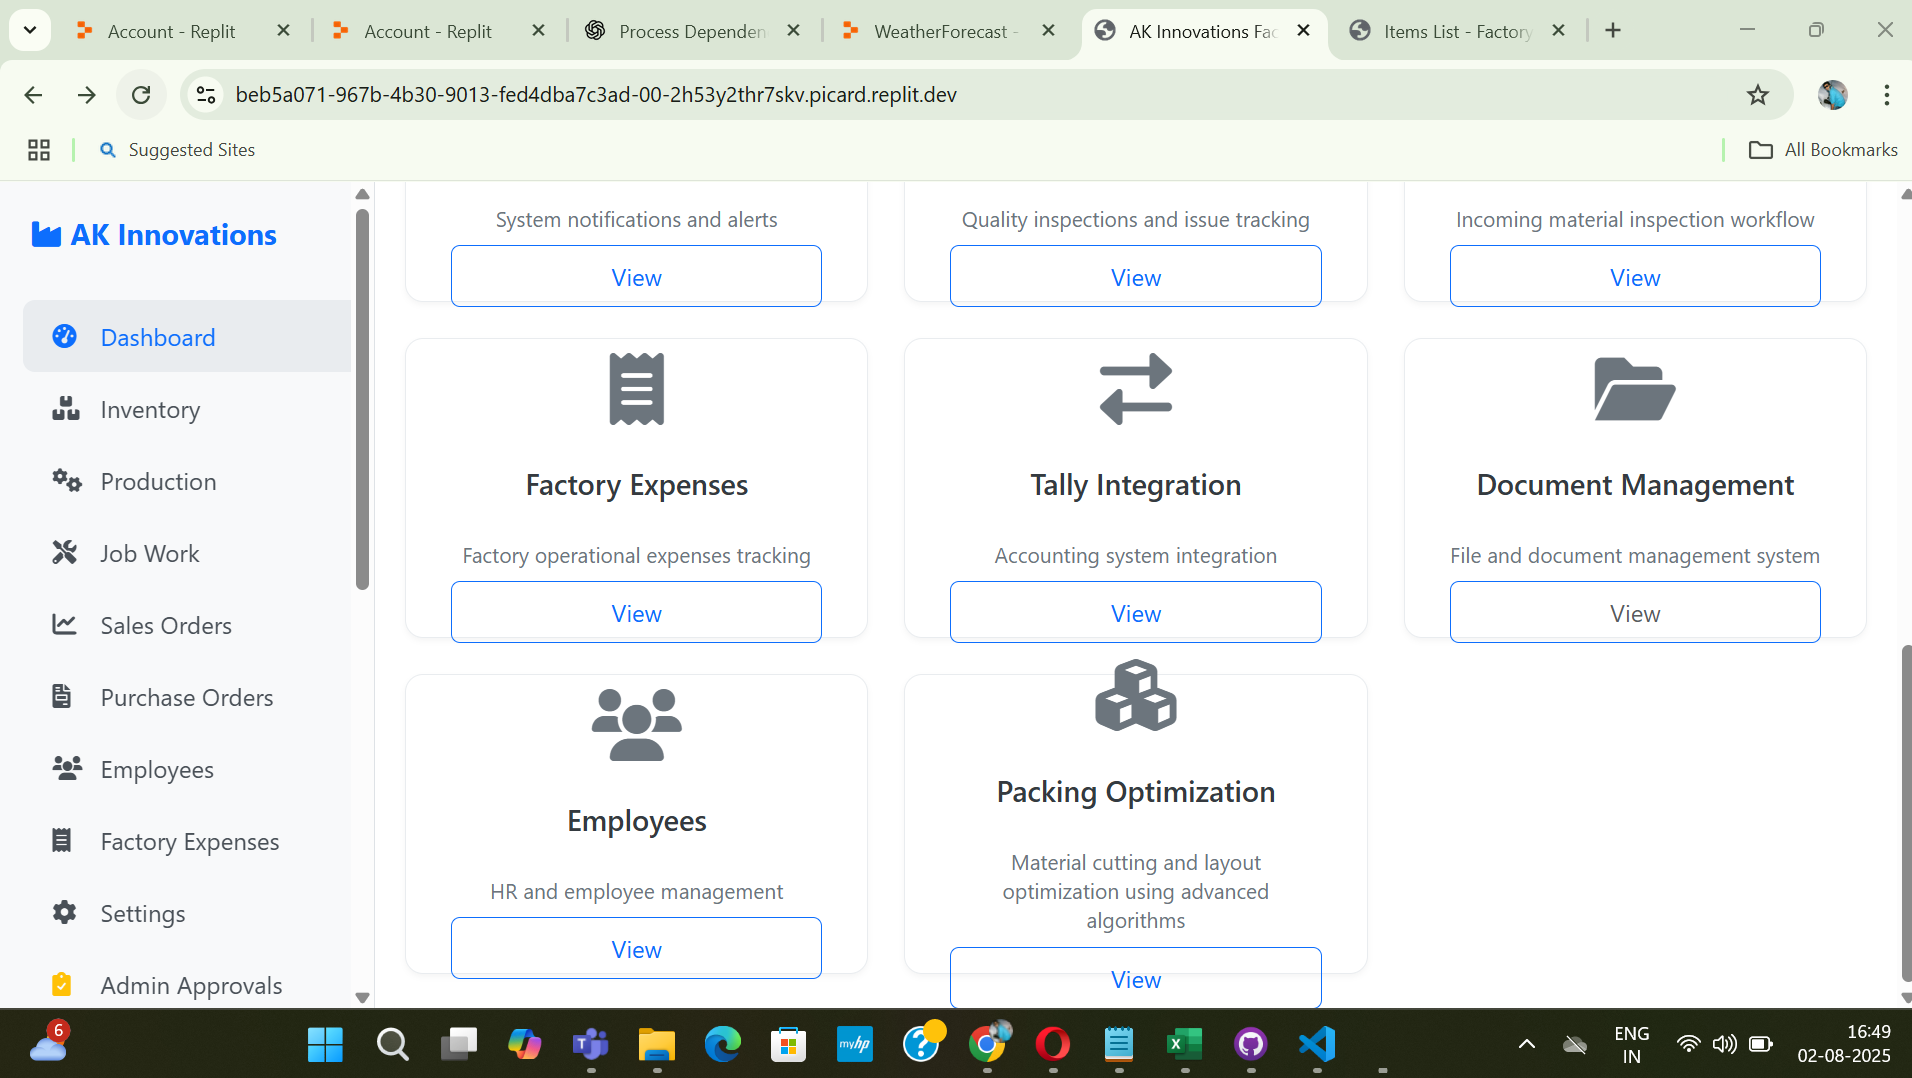 Account - Replit
Account - Replit
Process Dependen
WeatherForecast -
AK Innovations Fac
Items List - Factory
beb5a071-967b-4b30-9013-fed4dba7c3ad-00-2h53y2thr7skv.picard.replit.dev
Suggested Sites
All Bookmarks
AK Innovations
Dashboard
Inventory
Production
Job Work
Sales Orders
Purchase Orders
Employees
Factory Expenses
Settings
Admin Approvals
System notifications and alerts
View
Quality inspections and issue tracking
View
Incoming material inspection workflow
View
Factory Expenses
Factory operational expenses tracking
View
Tally Integration
Accounting system integration
View
Document Management
File and document management system
View
Employees
HR and employee management
View
Packing Optimization
Material cutting and layout
optimization using advanced
algorithms
View
6
myhp
ENG
IN
16:49
02-08-2025